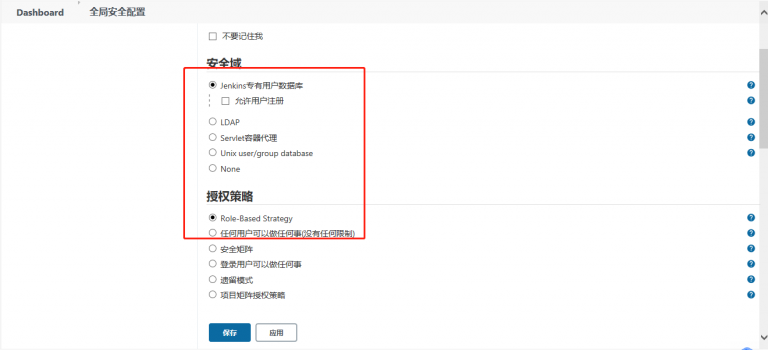 Dashboard 全局安全配置
不要记住我
安全域
Jenkins专有用户数据库
允许用户注册
LDAP
Servlet容器代理
Unix user/group database
None
授权策略
Role-Based Strategy
任何用户可以做任何事(没有任何限制)
安全矩阵
登录用户可以做任何事
遗留模式
项目矩阵授权策略
保存 应用